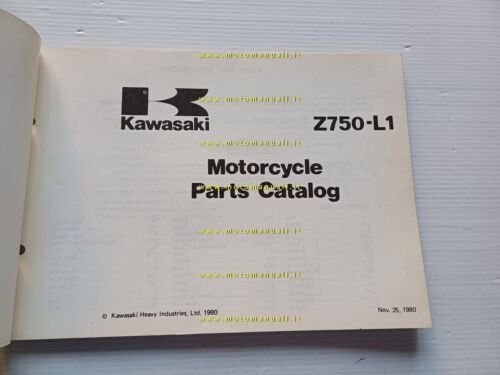 www.motomanuali.it
www.motomanuali.it
Kawasaki
Z750-L1
www.motomanuali.it
Motorcycle
Parts Catalog
www.motomanuali.it
www.motomanuali.it
www.motomanuali.it
© Kawasaki Heavy Industries, Ltd. 1980
Nov. 25, 1980
www.motomanuali.it